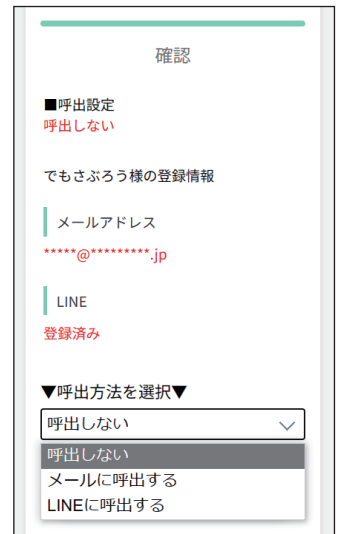 確認
■呼出設定
呼出しない
でもさぶろう様の登録情報
メールアドレス
*****@*********.jp
LINE
登録済み
▼呼出方法を選択▼
呼出しない
呼出しない
メールに呼出する
LINEに呼出する